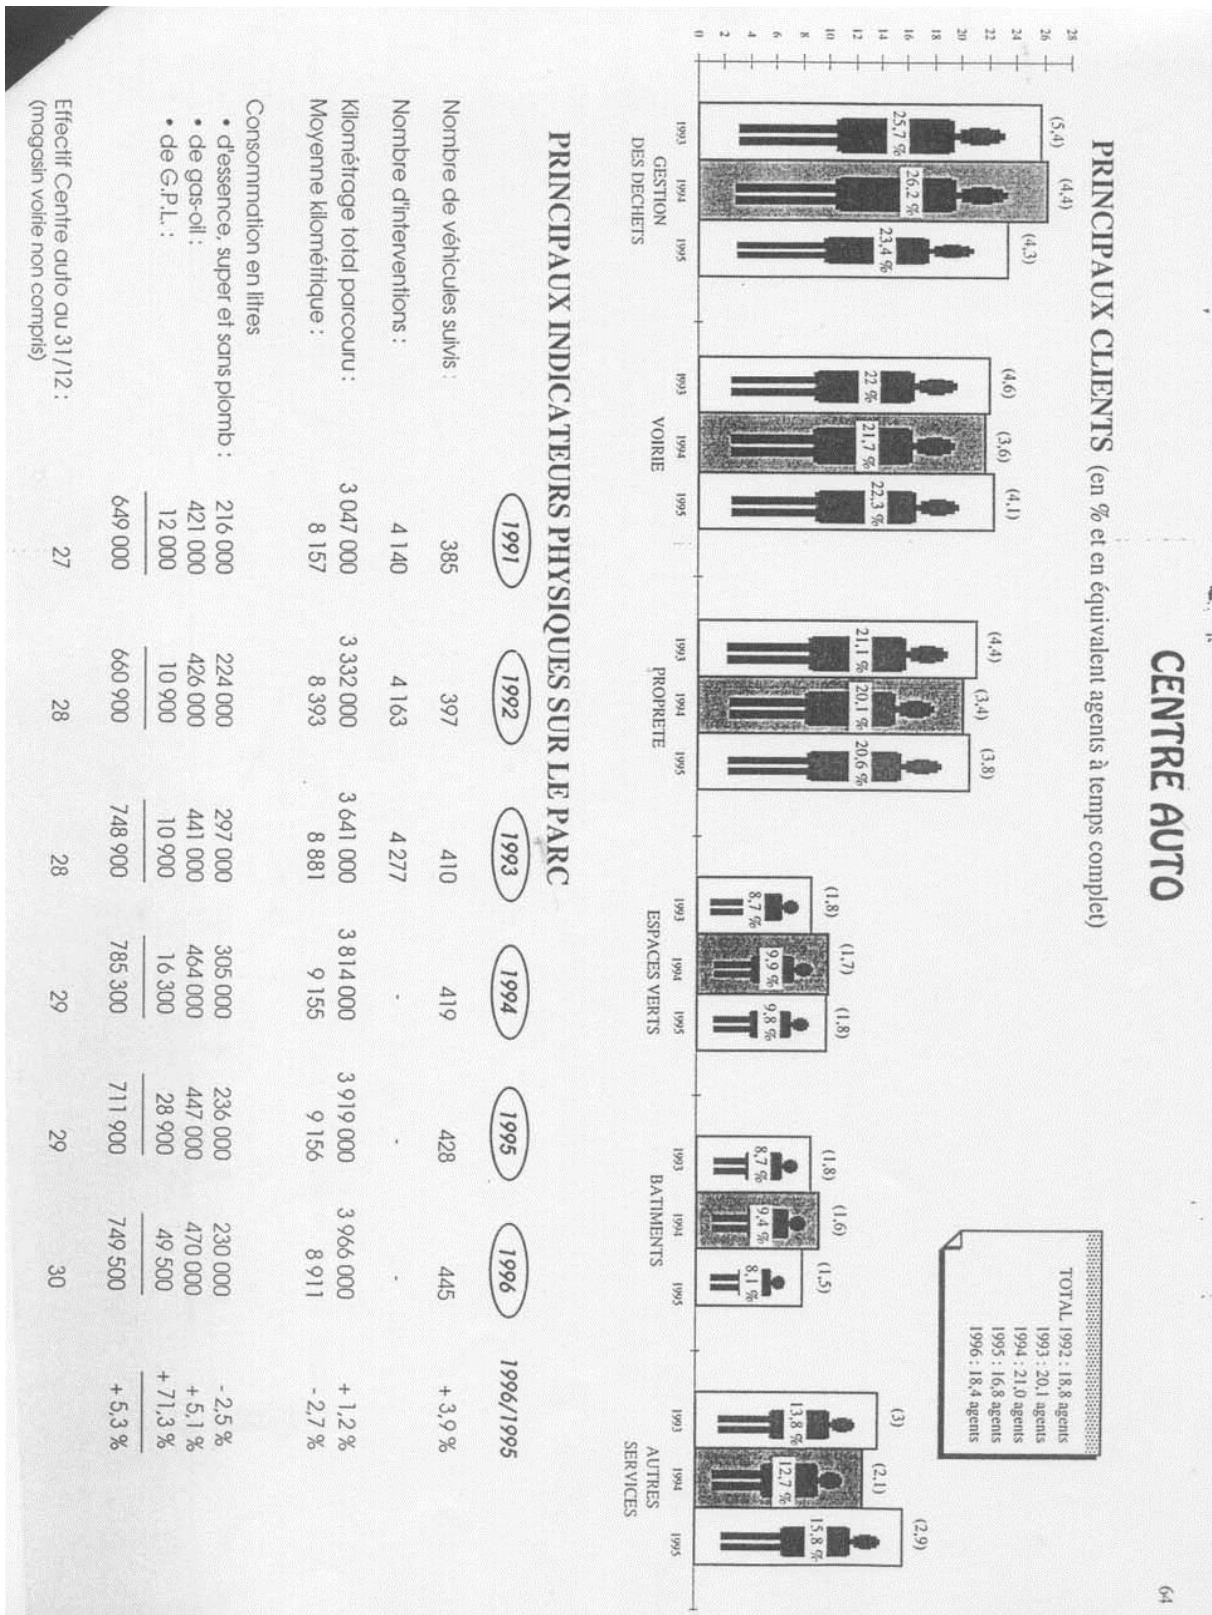 64
CENTRE AUTO
PRINCIPAUX CLIENTS (en % et en équivalent agents à temps complet)
TOTAL 1992 : 18,8 agents
1993 : 20,1 agents
1994 : 21,0 agents
1995 : 16,8 agents
1996 : 18,4 agents
28
26
24
22
20
18
16
14
12
10
8
6
4
2
0
(5,4) (4,4) (4,3)
25,7 % 26,2 % 23,4 %
1993 1994 1995
GESTION
DES DECHETS
(4,6) (3,6) (4,1)
22 % 21,7 % 22,3 %
1993 1994 1995
VOIRIE
(4,4) (3,4) (3,8)
21,1 % 20,1 % 20,6 %
1993 1994 1995
PROPRETE
(1,8) (1,7) (1,8)
8,7 % 9,9 % 9,8 %
1993 1994 1995
ESPACES VERTS
(1,8) (1,6) (1,5)
8,7 % 9,4 % 8,1 %
1993 1994 1995
BATIMENTS
(3) (2,1) (2,9)
13,8 % 12,7 % 15,8 %
1993 1994 1995
AUTRES
SERVICES
PRINCIPAUX INDICATEURS PHYSIQUES SUR LE PARC
1991 1992 1993 1994 1995 1996 1996/1995
Nombre de véhicules suivis : 385 397 410 419 428 445 + 3,9 %
Nombre d'interventions : 4 140 4 163 4 277 - - -
Kilométrage total parcouru : 3 047 000 3 332 000 3 641 000 3 814 000 3 919 000 3 966 000 + 1,2 %
Moyenne kilométrique : 8 157 8 393 8 881 9 155 9 156 8 911 - 2,7 %
Consommation en litres
• d'essence, super et sans plomb : 216 000 224 000 297 000 305 000 236 000 230 000 - 2,5 %
• de gas-oil : 421 000 426 000 441 000 464 000 447 000 470 000 + 5,1 %
• de G.P.L. : 12 000 10 900 10 900 16 300 28 900 49 500 + 71,3 %
649 000 660 900 748 900 785 300 711 900 749 500 + 5,3 %
Effectif Centre auto au 31/12 : 27 28 28 29 29 30
(magasin voirie non compris)